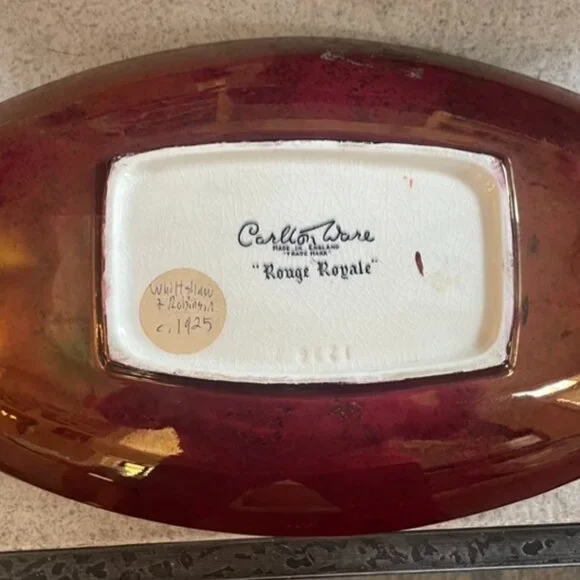 Carlton Ware
MADE IN ENGLAND
"TRADE MARK"
"Rouge Royale"
c. 1925